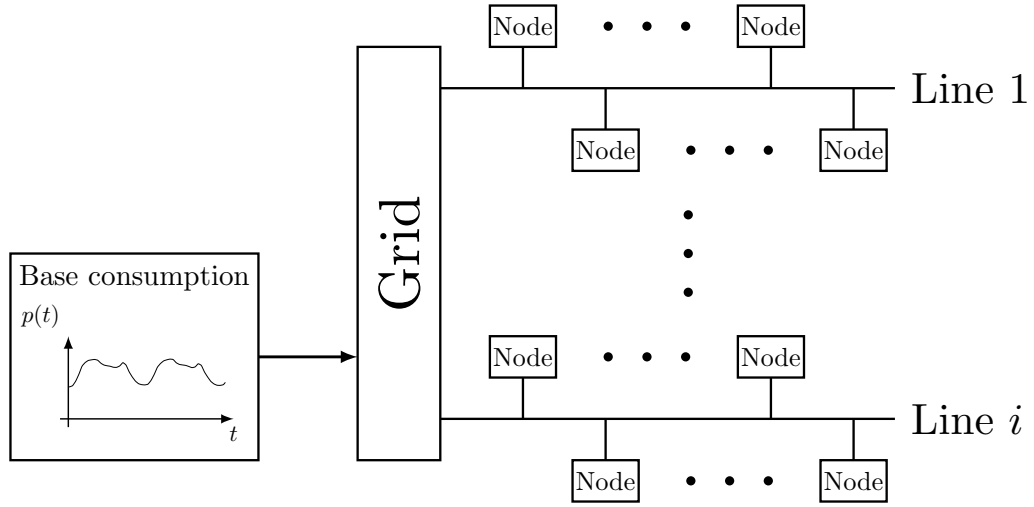 Node
Node
Line 1
Node
Node
Grid
Base consumption
p(t)
t
Node
Node
Line i
Node
Node